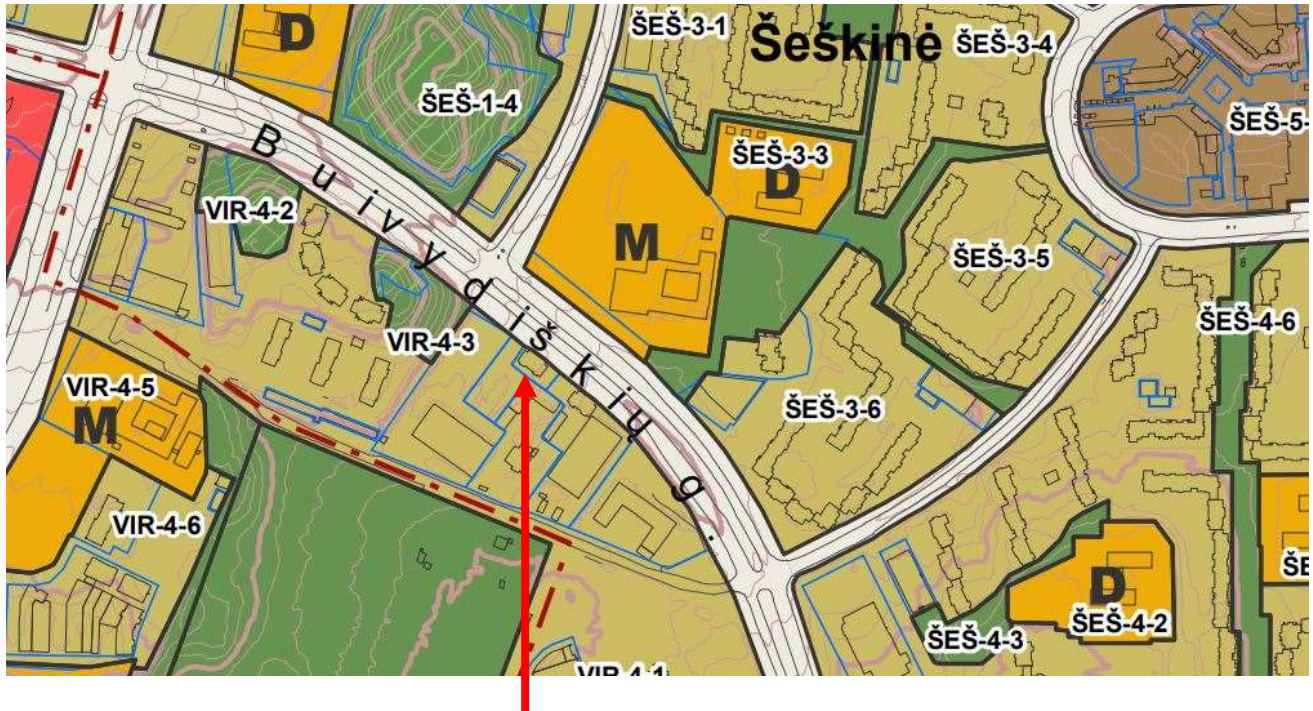 ŠEŠ-3-1
Šeškinė
ŠEŠ-3-4
D
ŠEŠ-1-4
ŠEŠ-5-
ŠEŠ-3-3
D
VIR-4-2
Buivydiškių g.
M
ŠEŠ-3-5
VIR-4-3
ŠEŠ-4-6
VIR-4-5
M
ŠEŠ-3-6
VIR-4-6
D
ŠE
ŠEŠ-4-2
ŠEŠ-4-3
VIR-4-1